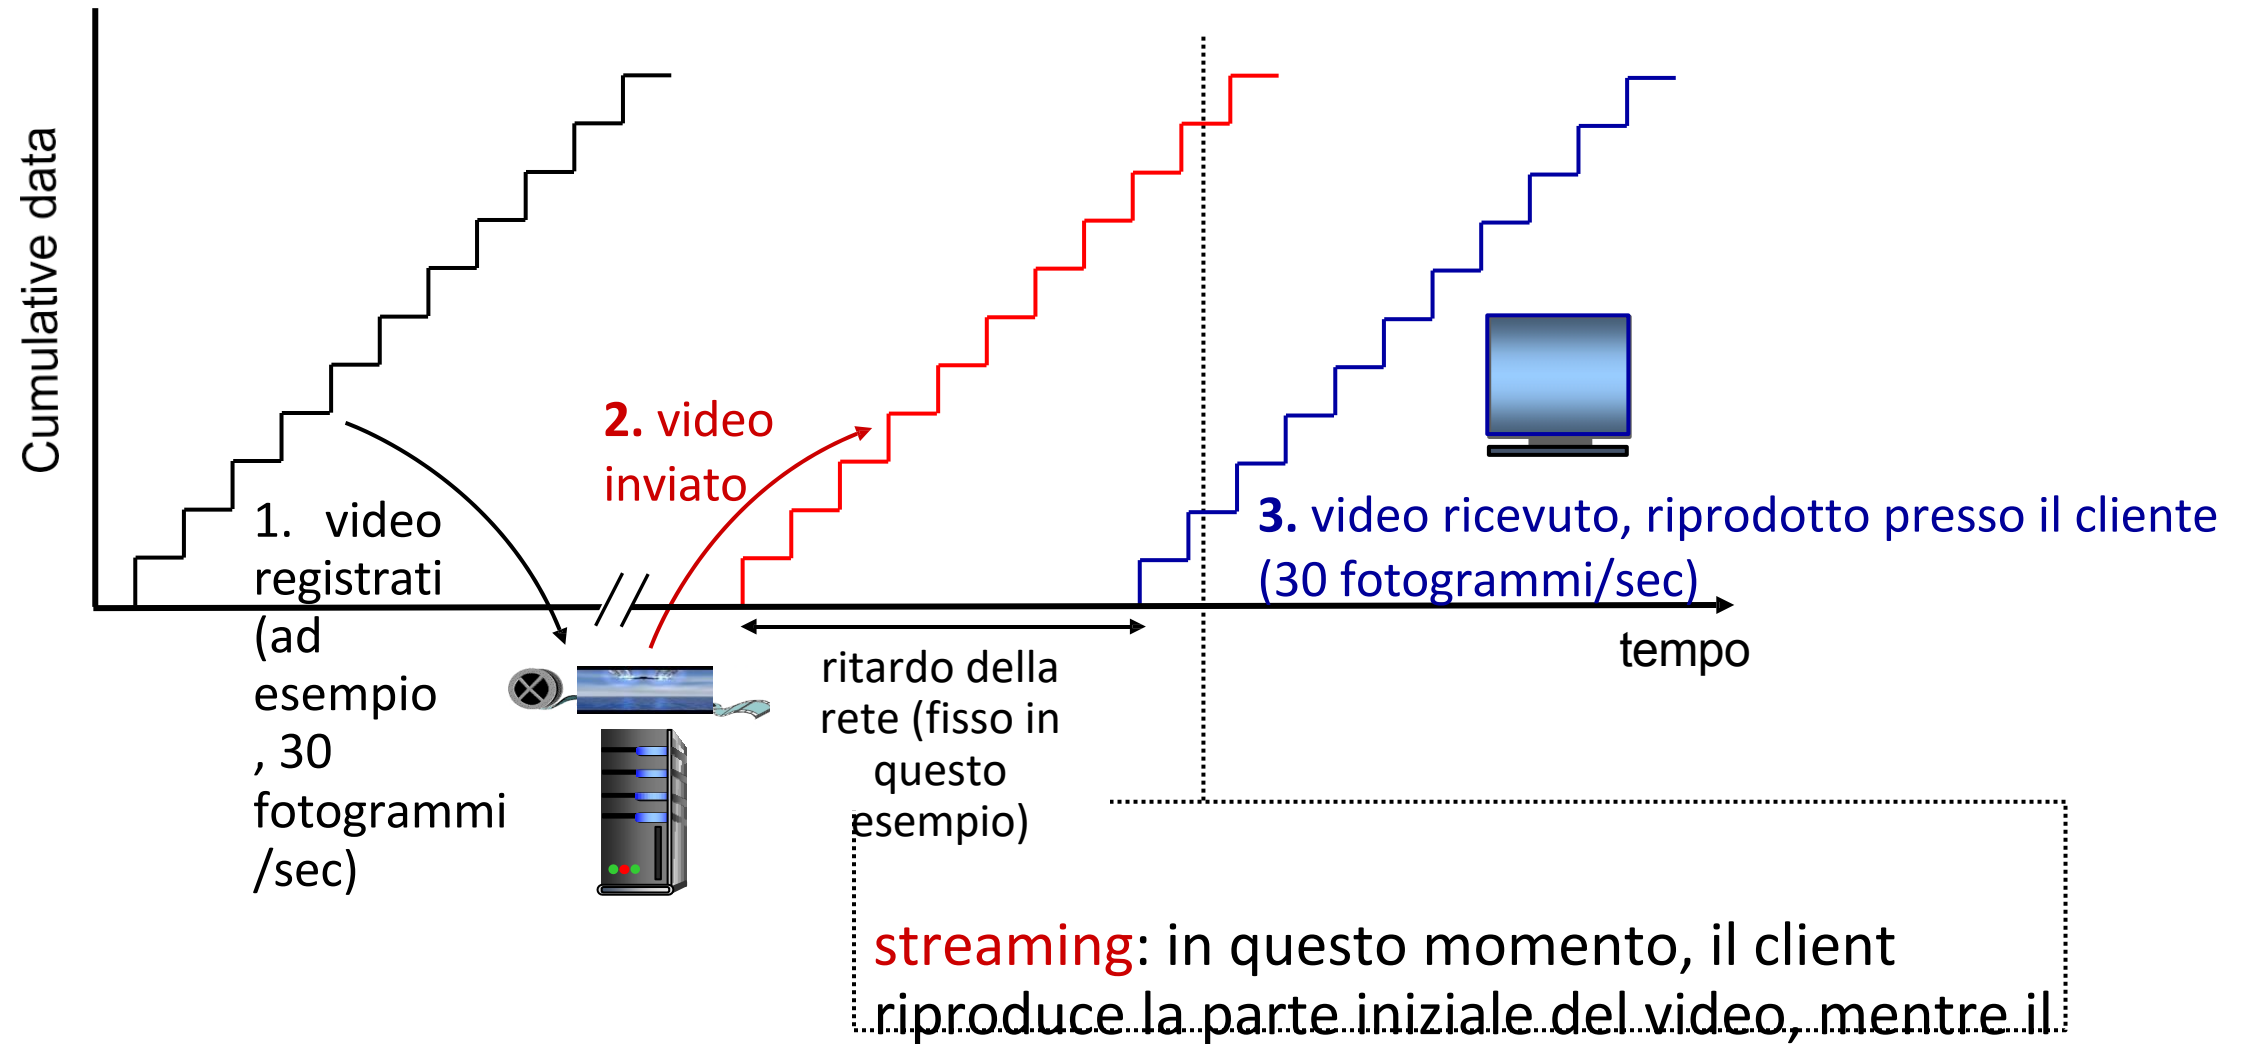 Cumulative data
1. video
registrati
(ad
esempio
, 30
fotogrammi
/sec)
2. video
inviato
3. video ricevuto, riprodotto presso il cliente
(30 fotogrammi/sec)
tempo
ritardo della
rete (fisso in
questo
esempio)
streaming: in questo momento, il client
riproduce la parte iniziale del video, mentre il